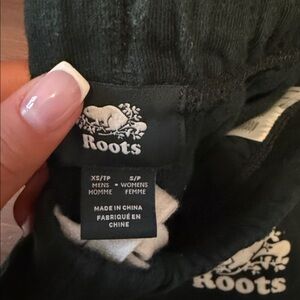 Roots
XS/TP S/P
MENS • WOMENS
HOMME FEMME
MADE IN CHINA
FABRIQUÉ EN
CHINE
Roots